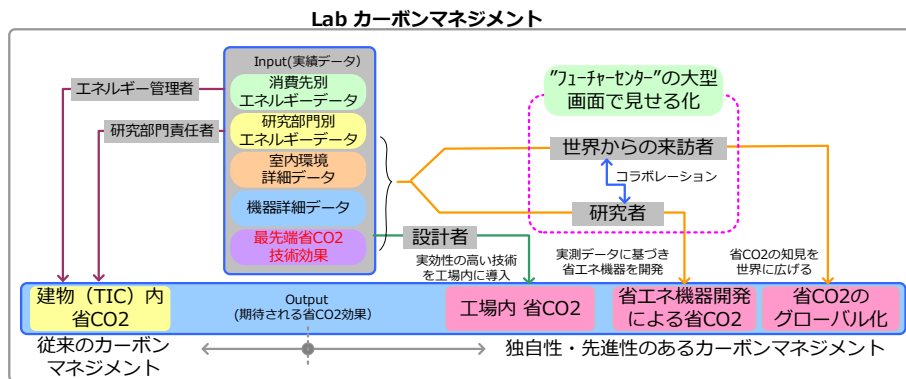 Lab カーボンマネジメント
Input(実績データ)
消費先別
エネルギーデータ
研究部門別
エネルギーデータ
室内環境
詳細データ
機器詳細データ
最先端省CO2
技術効果
エネルギー管理者
研究部門責任者
"フューチャーセンター"の大型
画面で見せる化
世界からの来訪者
コラボレーション
研究者
設計者
実効性の高い技術
を工場内に導入
実測データに基づき
省エネ機器を開発
省CO2の知見を
世界に広げる
建物（TIC）内
省CO2
Output
(期待される省CO2効果)
工場内 省CO2
省エネ機器開発
による省CO2
省CO2の
グローバル化
従来のカーボン
マネジメント
独自性・先進性のあるカーボンマネジメント